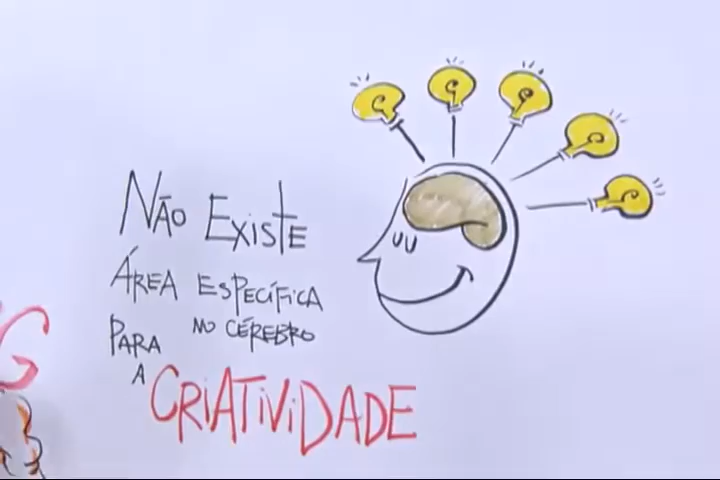 NÃO EXISTE
ÁREA ESPECÍFICA
PARA NO CÉREBRO
A CRIATIVIDADE
G